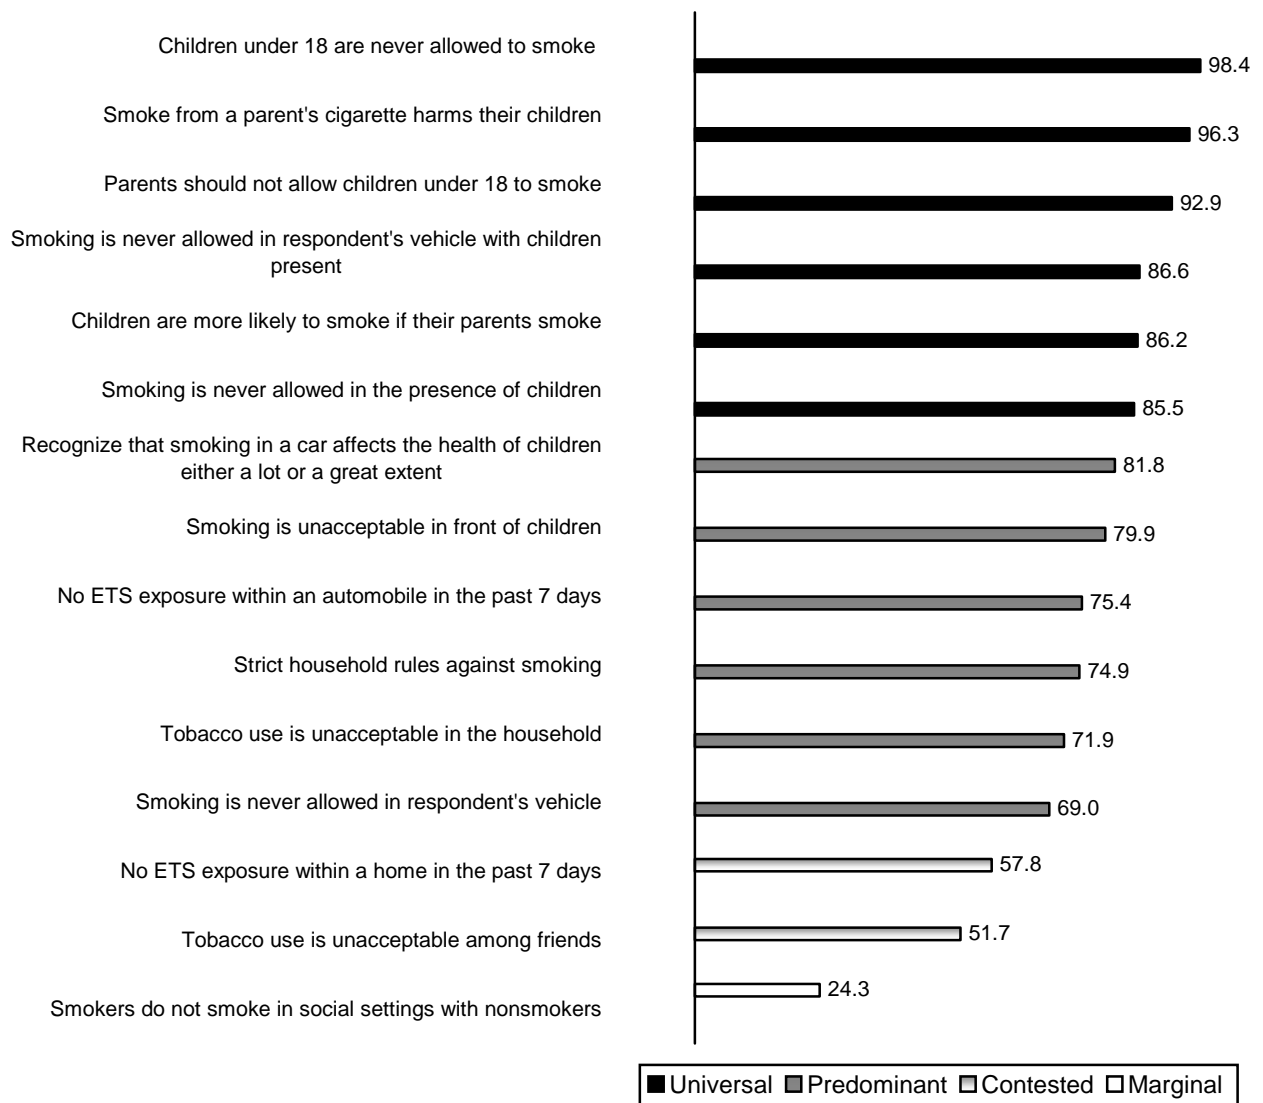 Children under 18 are never allowed to smoke
98.4
Smoke from a parent's cigarette harms their children
96.3
Parents should not allow children under 18 to smoke
92.9
Smoking is never allowed in respondent's vehicle with children
present
86.6
Children are more likely to smoke if their parents smoke
86.2
Smoking is never allowed in the presence of children
85.5
Recognize that smoking in a car affects the health of children
either a lot or a great extent
81.8
Smoking is unacceptable in front of children
79.9
No ETS exposure within an automobile in the past 7 days
75.4
Strict household rules against smoking
74.9
Tobacco use is unacceptable in the household
71.9
Smoking is never allowed in respondent's vehicle
69.0
No ETS exposure within a home in the past 7 days
57.8
Tobacco use is unacceptable among friends
51.7
Smokers do not smoke in social settings with nonsmokers
24.3
Universal Predominant Contested Marginal